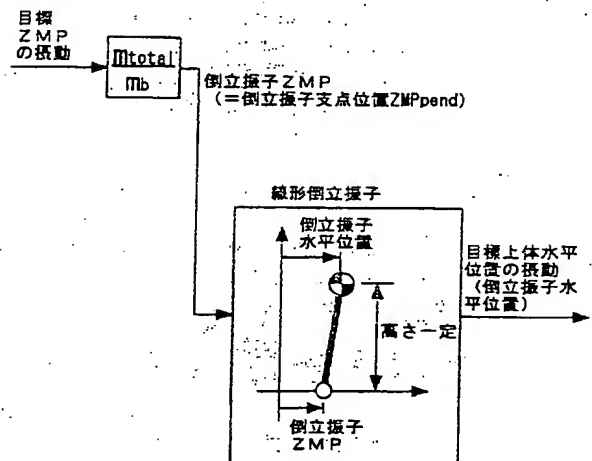 目標
ZMP
の摂動
mtotal
mb
倒立振子ZMP
(=倒立振子支点位置ZMPpend)
線形倒立振子
倒立振子
水平位置
目標上体水平
位置の摂動
(倒立振子水
平位置)
高さ一定
倒立振子
ZMP